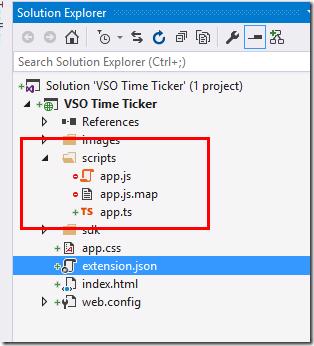 Solution Explorer
Search Solution Explorer (Ctrl+;)
Solution 'VSO Time Ticker' (1 project)
VSO Time Ticker
References
images
scripts
app.js
app.js.map
TS app.ts
sdk
app.css
extension.json
index.html
web.config